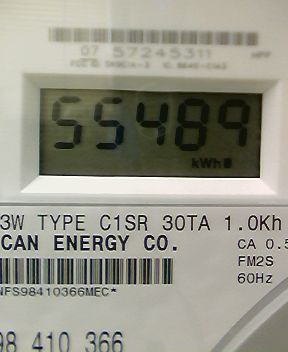 07 57245311
55489
kWh
3W TYPE C1SR 30TA 1.0Kh
CAN ENERGY CO.
CA 0.5
FM2S
NFS98410366MEC*
60Hz
98 410 366